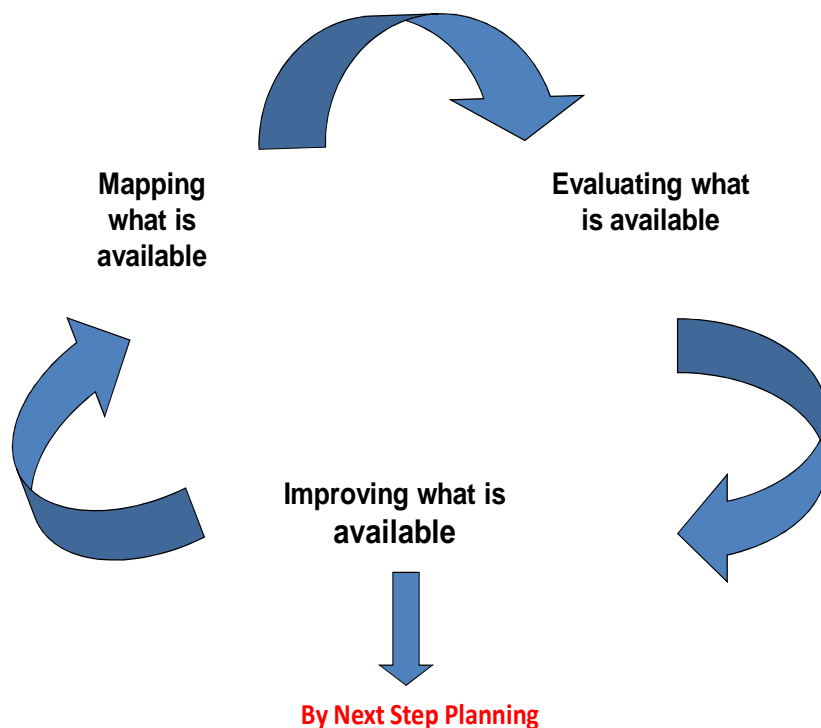 Mapping
what is
available
Evaluating what
is available
Improving what is
available
By Next Step Planning